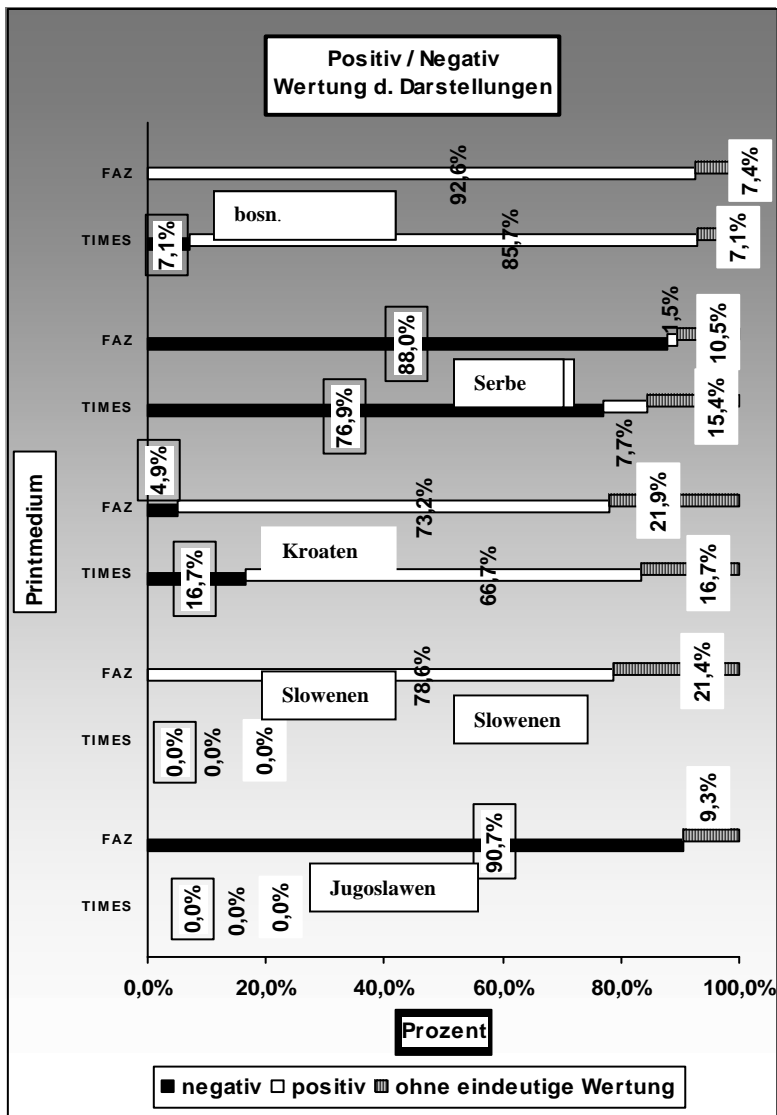 Positiv / Negativ
Wertung d. Darstellungen
Printmedium
FAZ
92,6%
7,4%
bosn.
TIMES
7,1%
85,7%
7,1%
FAZ
88,0%
1,5%
10,5%
Serbe
TIMES
76,9%
7,7%
15,4%
FAZ
4,9%
73,2%
21,9%
Kroaten
TIMES
16,7%
66,7%
16,7%
FAZ
78,6%
21,4%
Slowenen
Slowenen
TIMES
0,0%
0,0%
0,0%
FAZ
90,7%
9,3%
Jugoslawen
TIMES
0,0%
0,0%
0,0%
0,0% 20,0% 40,0% 60,0% 80,0% 100,0%
Prozent
negativ positiv ohne eindeutige Wertung